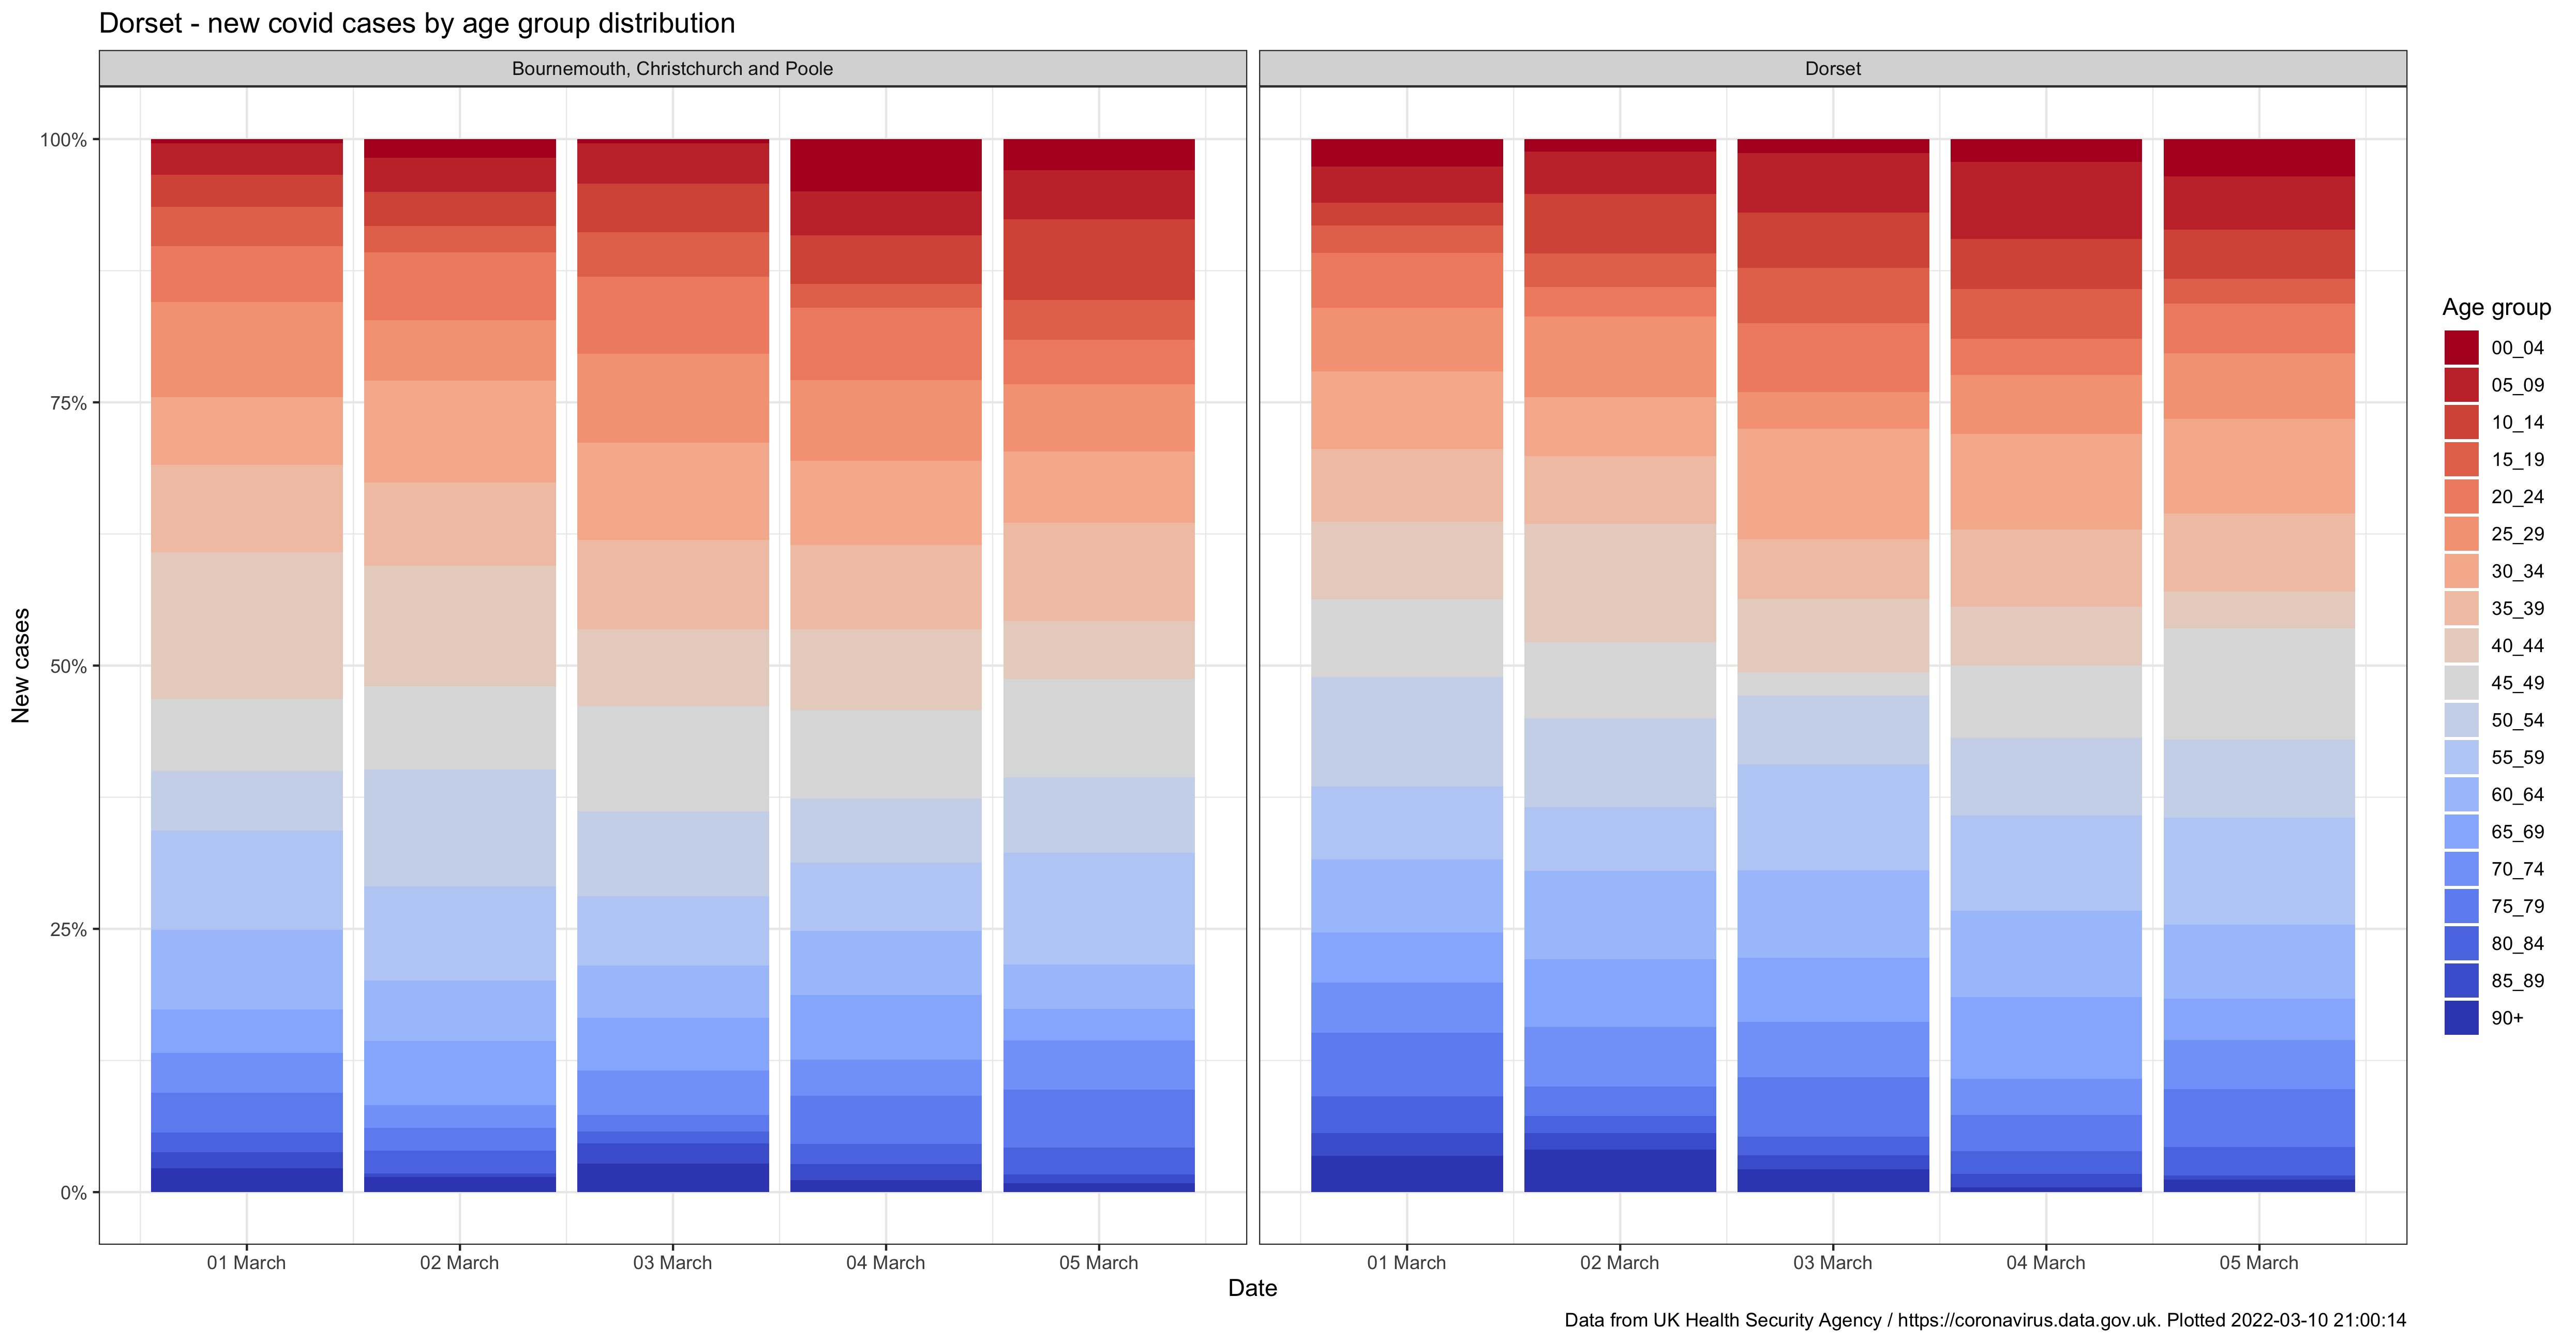 Dorset - new covid cases by age group distribution
Bournemouth, Christchurch and Poole
Dorset
New cases
100%
75%
50%
25%
0%
01 March
02 March
03 March
04 March
05 March
01 March
02 March
03 March
04 March
05 March
Date
Age group
00_04
05_09
10_14
15_19
20_24
25_29
30_34
35_39
40_44
45_49
50_54
55_59
60_64
65_69
70_74
75_79
80_84
85_89
90+
Data from UK Health Security Agency / https://coronavirus.data.gov.uk. Plotted 2022-03-10 21:00:14